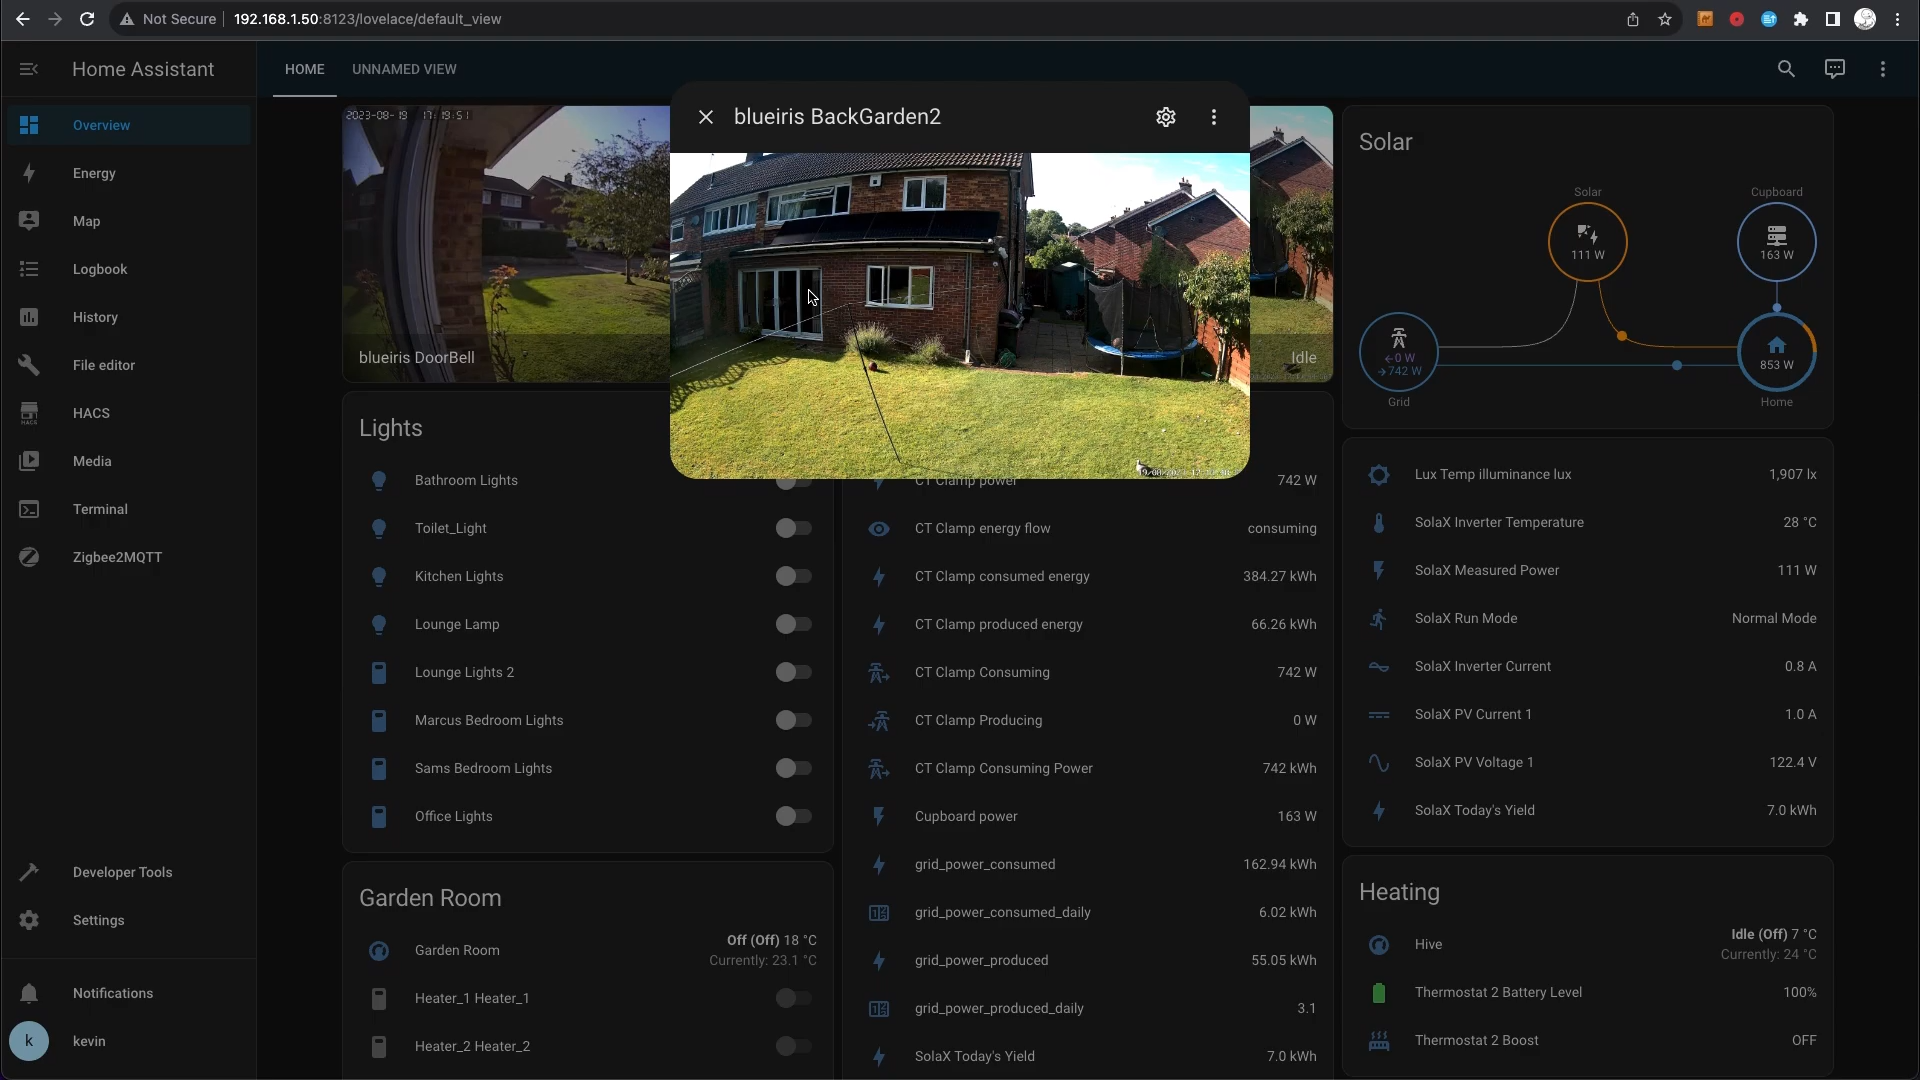 Not Secure 192.168.1.50:8123/lovelace/default_view
Home Assistant
HOME UNNAMED VIEW
Overview
Energy
Map
Logbook
History
File editor
HACS
Media
Terminal
Zigbee2MQTT
Developer Tools
Settings
Notifications
k kevin
2023-08-19 17:19:51
blueiris DoorBell
blueiris BackGarden2
Idle
Lights
Bathroom Lights
Toilet_Light
Kitchen Lights
Lounge Lamp
Lounge Lights 2
Marcus Bedroom Lights
Sams Bedroom Lights
Office Lights
Garden Room
Garden Room Off (Off) 18 °C
Currently: 23.1 °C
Heater_1 Heater_1
Heater_2 Heater_2
CT Clamp power 742 W
CT Clamp energy flow consuming
CT Clamp consumed energy 384.27 kWh
CT Clamp produced energy 66.26 kWh
CT Clamp Consuming 742 W
CT Clamp Producing 0 W
CT Clamp Consuming Power 742 kWh
Cupboard power 163 W
grid_power_consumed 162.94 kWh
grid_power_consumed_daily 6.02 kWh
grid_power_produced 55.05 kWh
grid_power_produced_daily 3.1
SolaX Today's Yield 7.0 kWh
Solar
Solar
111 W
Cupboard
163 W
←0 W
→742 W
Grid
853 W
Home
Lux Temp illuminance lux 1,907 lx
SolaX Inverter Temperature 28 °C
SolaX Measured Power 111 W
SolaX Run Mode Normal Mode
SolaX Inverter Current 0.8 A
SolaX PV Current 1 1.0 A
SolaX PV Voltage 1 122.4 V
SolaX Today's Yield 7.0 kWh
Heating
Hive Idle (Off) 7 °C
Currently: 24 °C
Thermostat 2 Battery Level 100%
Thermostat 2 Boost OFF